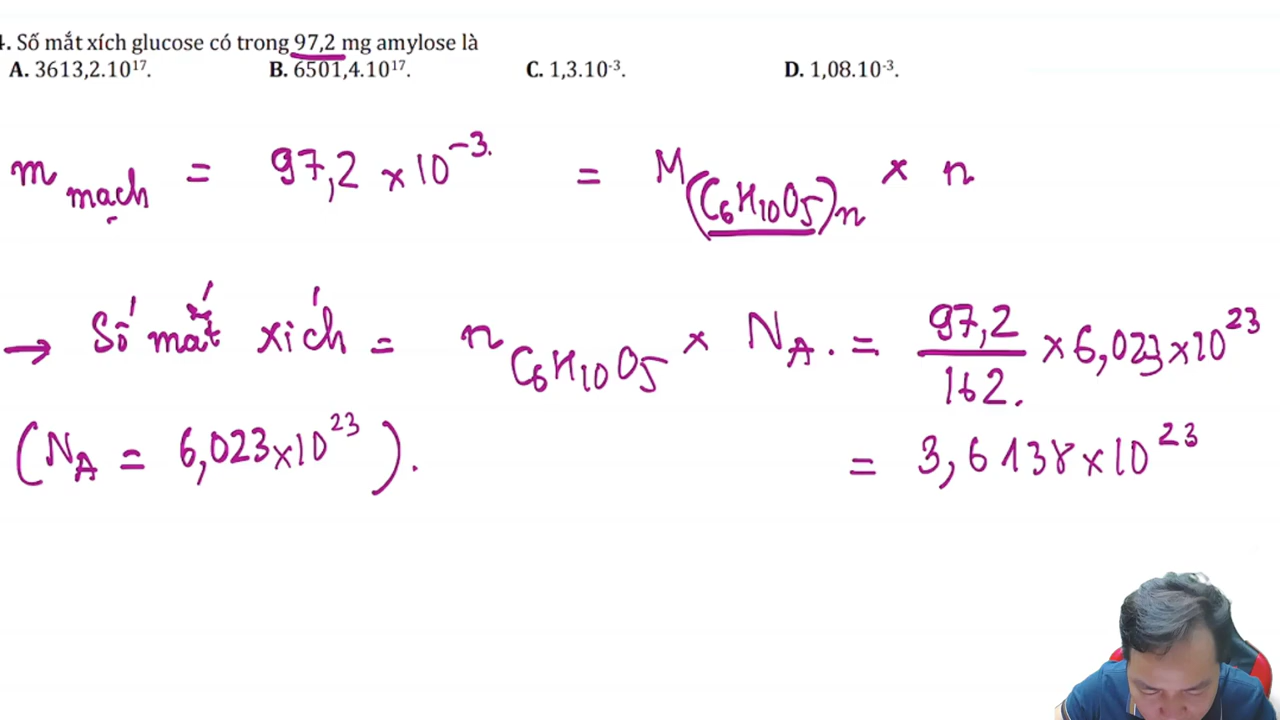 4. Số mắt xích glucose có trong 97,2 mg amylose là
A. 3613,2.10¹⁷. B. 6501,4.10¹⁷. C. 1,3.10⁻³. D. 1,08.10⁻³.
m mạch = 97,2 × 10⁻³. = M (C₆H₁₀O₅)n × n
→ Số mắt xích = n C₆H₁₀O₅ × N_A. = 97,2/162. × 6,023×10²³
(N_A = 6,023×10²³). = 3,6138×10²³